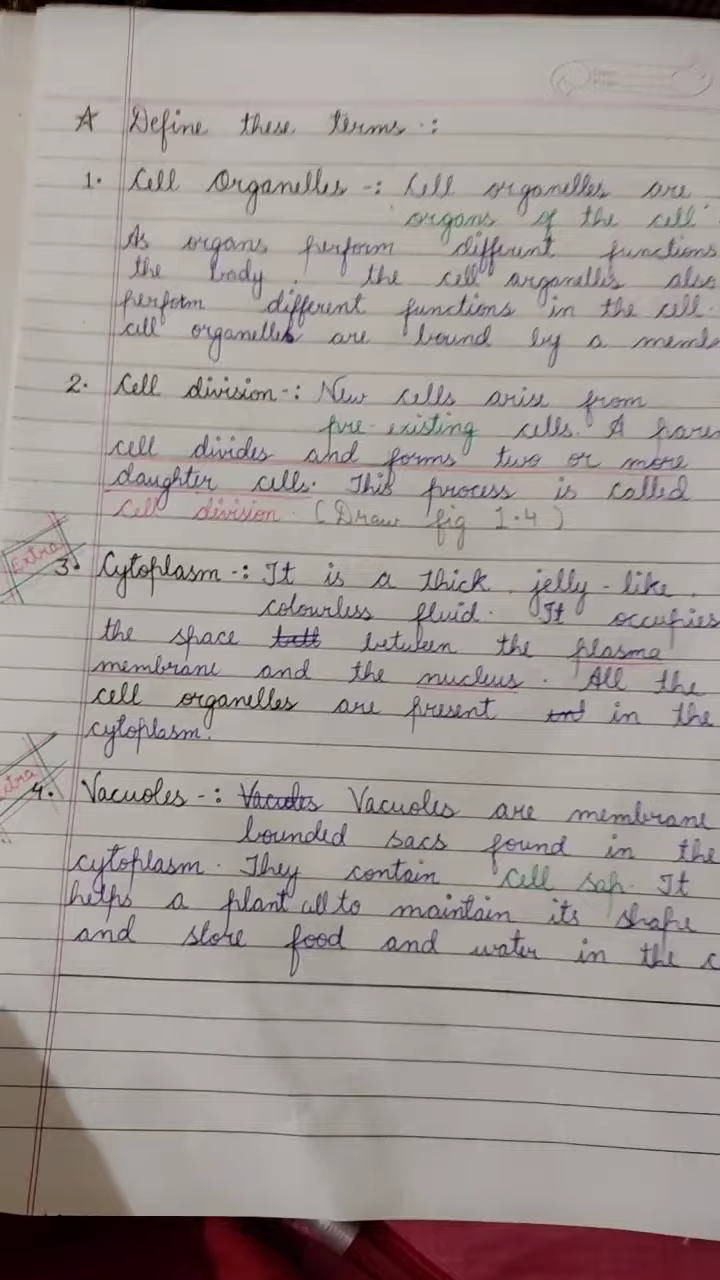 A Define these terms -:
1. Cell Organelles -: Cell organelles are
organs of the cell
As organs perform different functions
the body, the cell organelles also
perform different functions in the cell.
cell organelles are bound by a memb
2. Cell division -: New cells arise from
pre-existing cells. A pare
cell divides and forms two or more
daughter cells. This process is called
cell division. (Draw fig 1.4)
Extra
3. Cytoplasm -: It is a thick, jelly-like,
colourless fluid. It occupies
the space between the plasma
membrane and the nucleus. All the
cell organelles are present in the
cytoplasm.
xtra
4. Vacuoles -: Vacuoles Vacuoles are membrane
bounded sacs found in the
cytoplasm. They contain cell sap. It
helps a plant cell to maintain its shape
and store food and water in the c